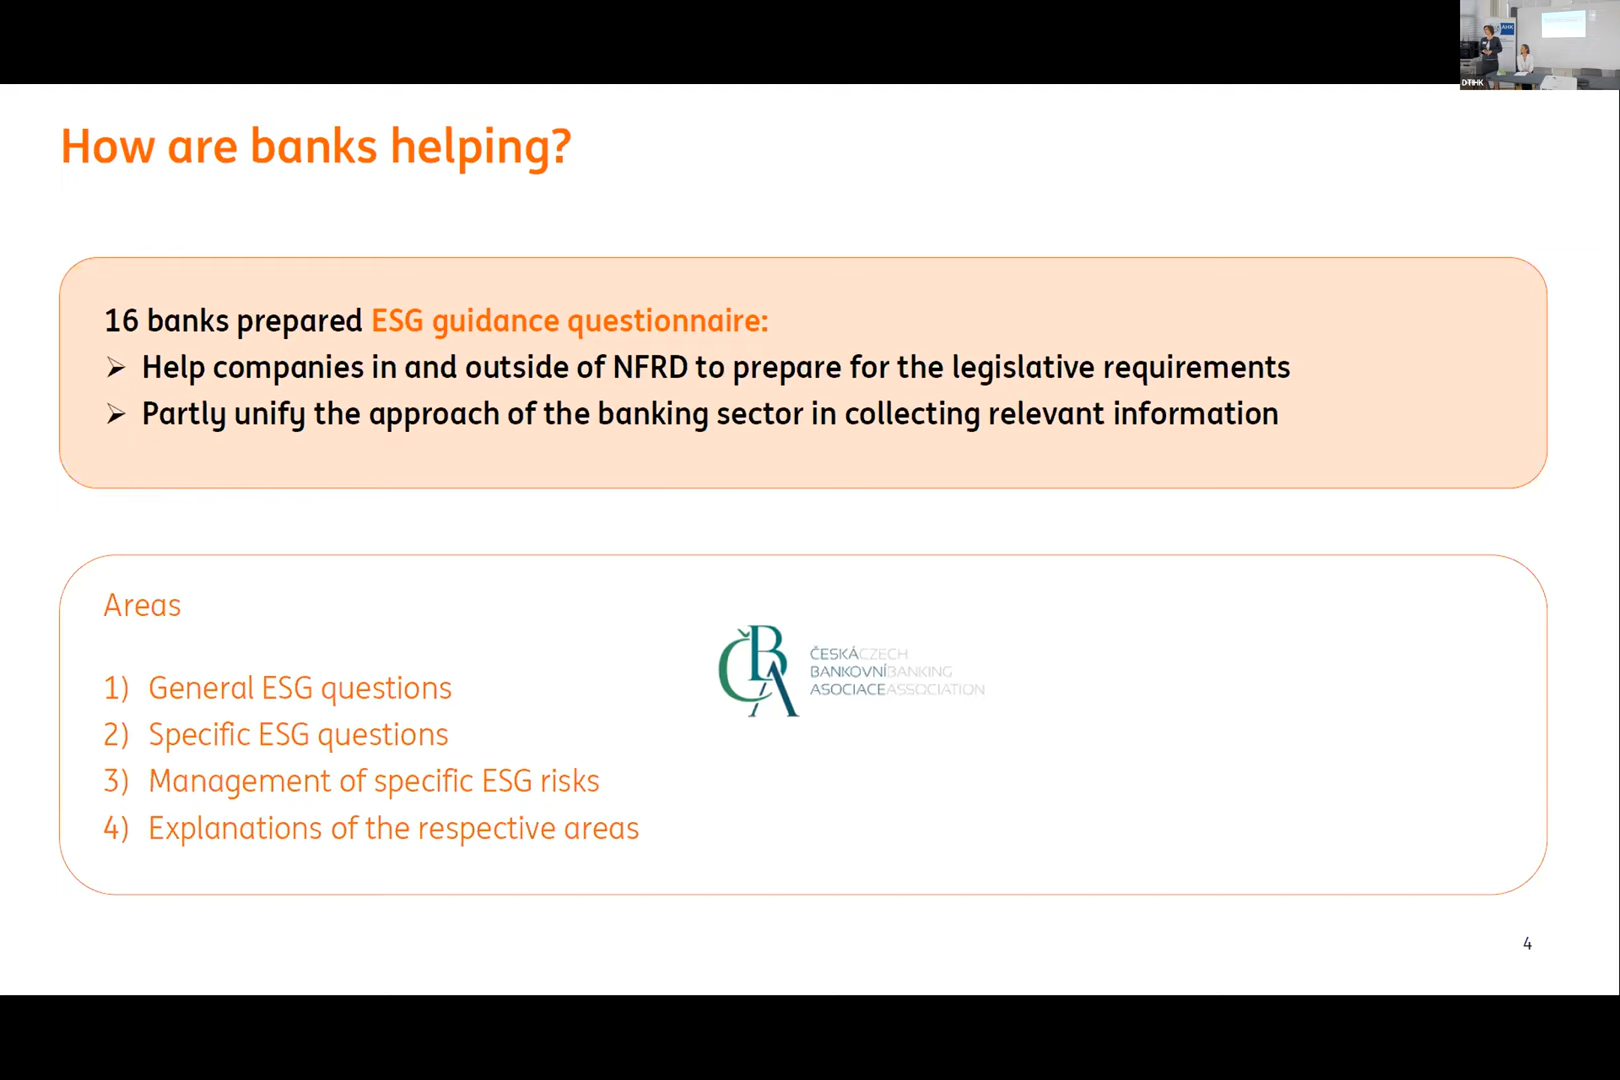 AHK
DTIHK
How are banks helping?
16 banks prepared ESG guidance questionnaire:
➢ Help companies in and outside of NFRD to prepare for the legislative requirements
➢ Partly unify the approach of the banking sector in collecting relevant information
Areas
1) General ESG questions
2) Specific ESG questions
3) Management of specific ESG risks
4) Explanations of the respective areas
ČBA
ČESKÁCZECH
BANKOVNÍBANKING
ASOCIACEASSOCIATION
4